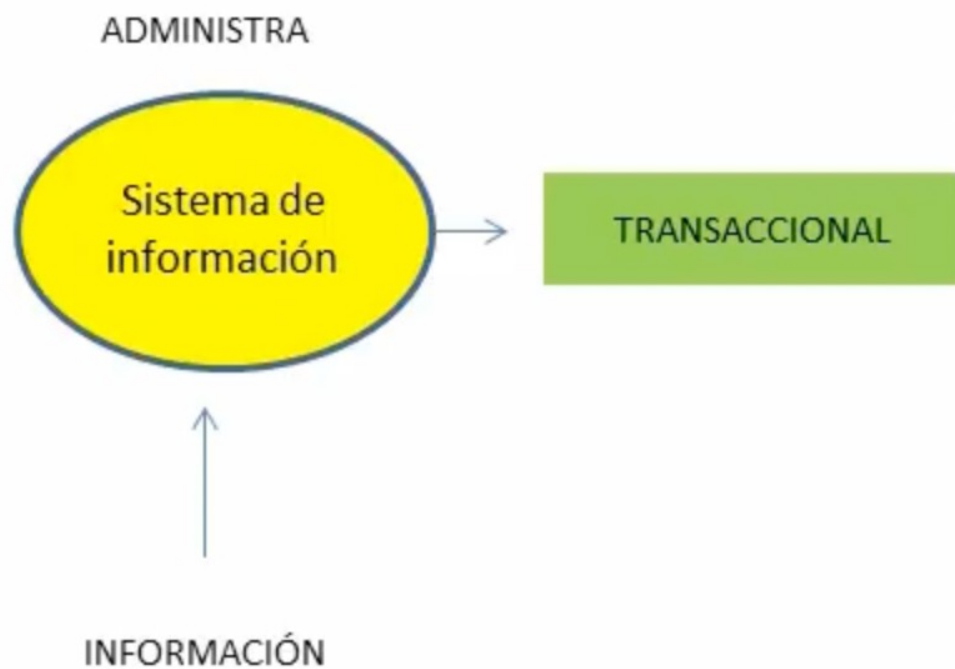 ADMINISTRA
Sistema de
información
TRANSACCIONAL
INFORMACIÓN